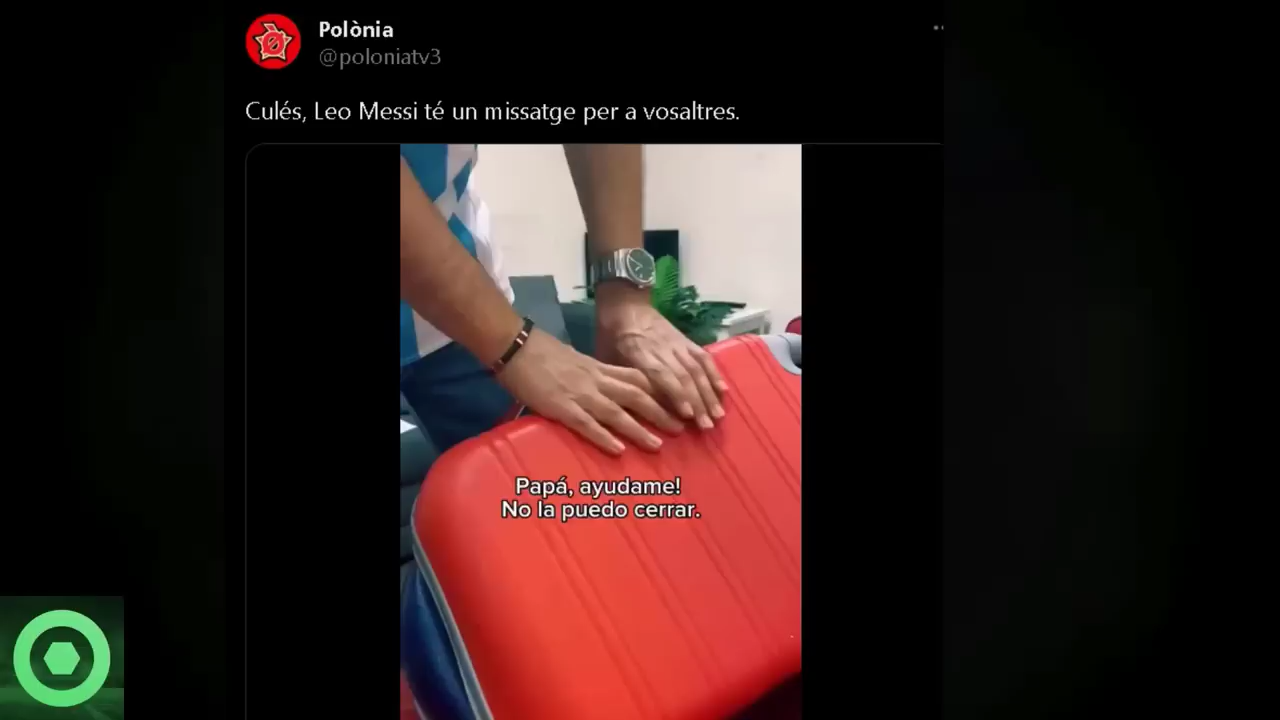 Polònia
@poloniatv3
Culés, Leo Messi té un missatge per a vosaltres.
Papá, ayudame!
No la puedo cerrar.